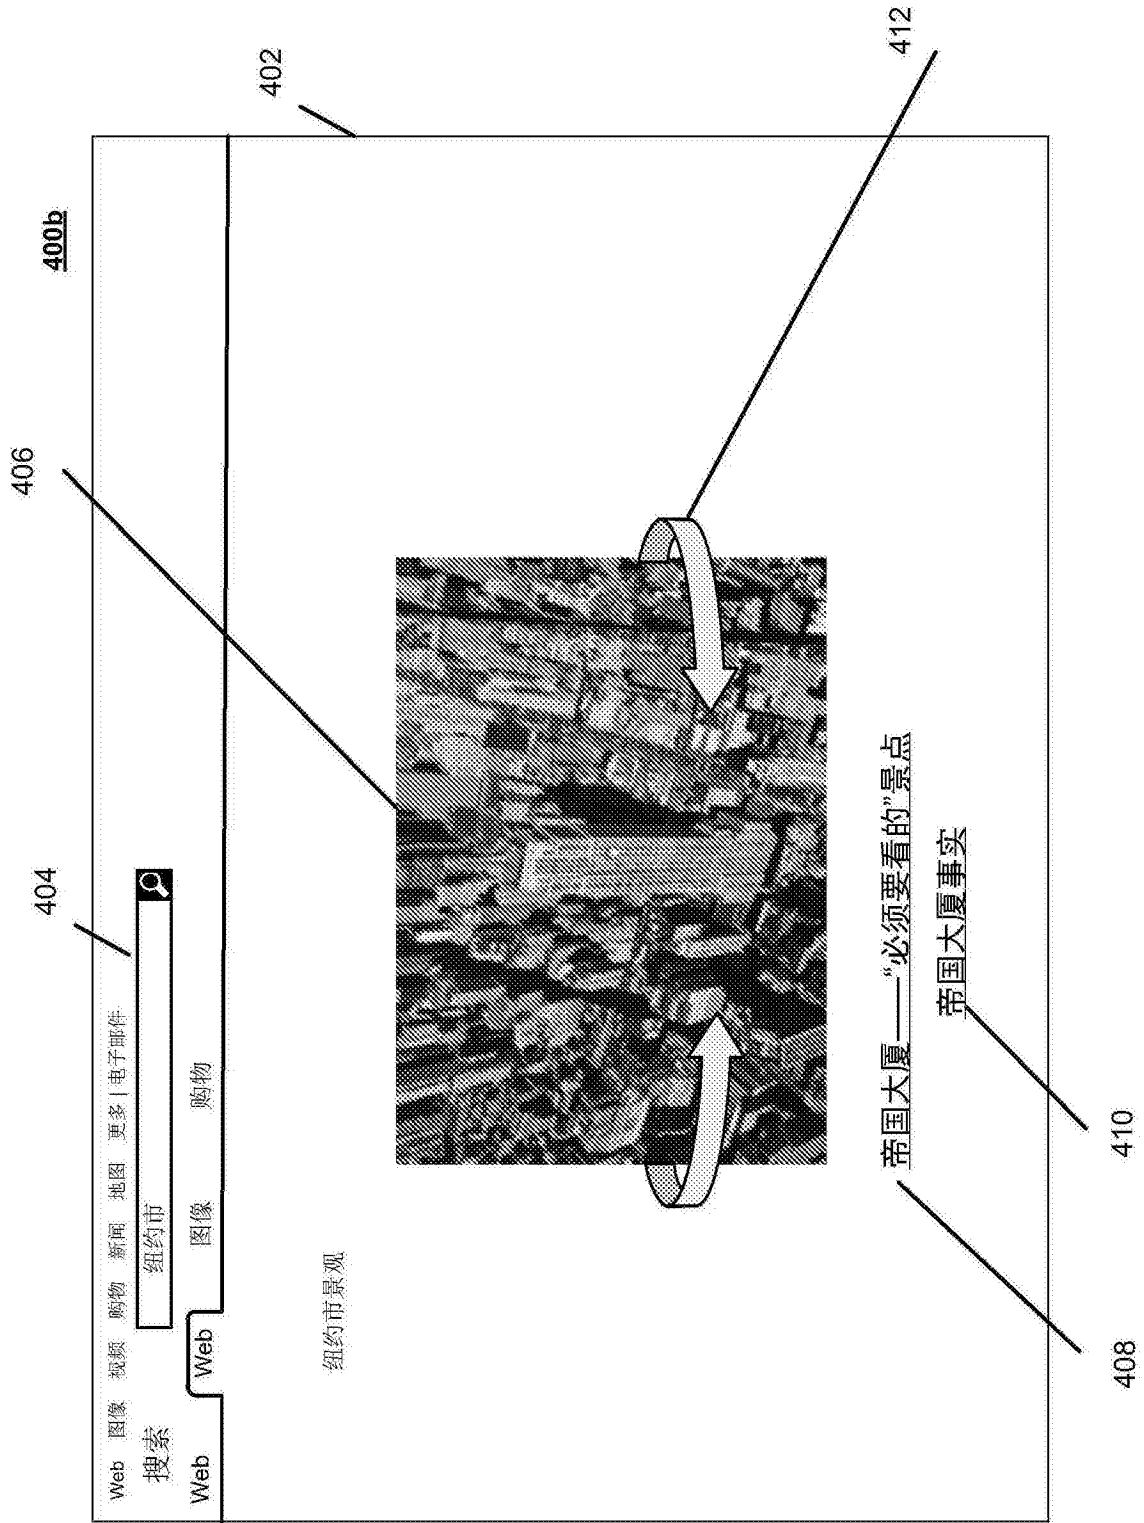 400b
402
404
406
412
Web 图像 视频 购物 新闻 地图 更多 | 电子邮件
搜索 纽约市
Web Web 图像 购物
纽约市景观
帝国大厦——“必须要看的”景点
帝国大厦事实
408
410